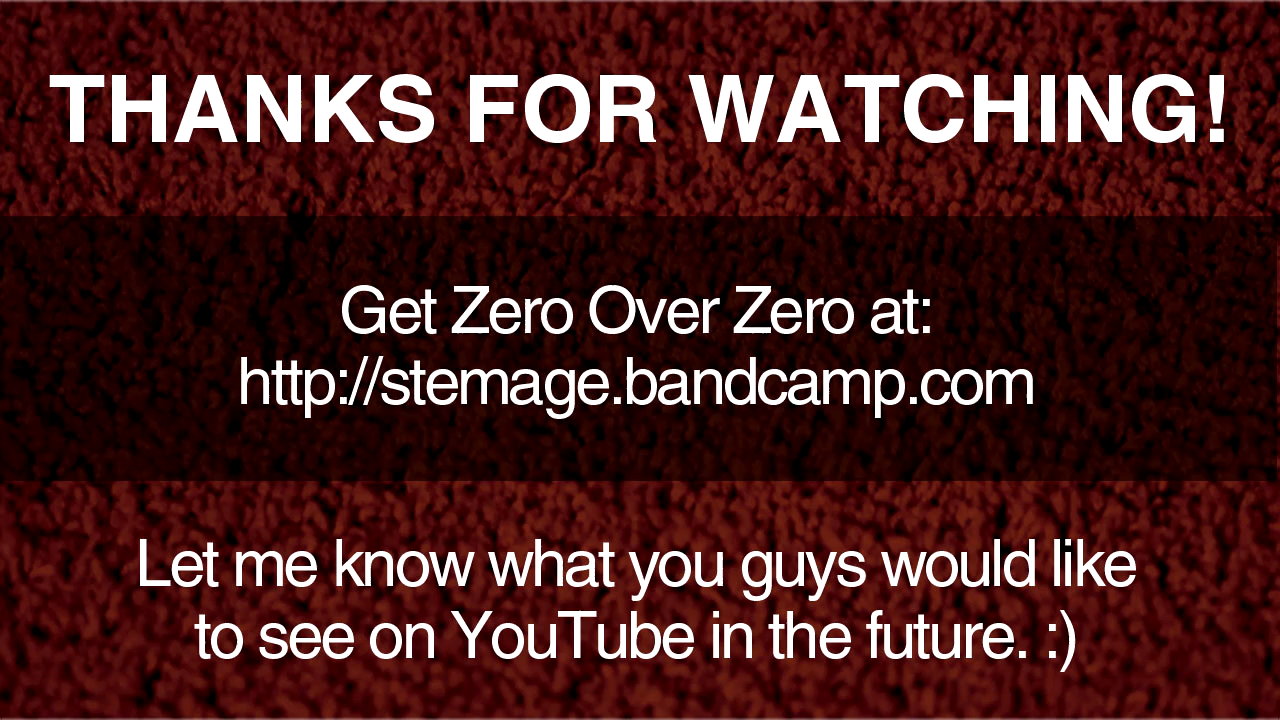 THANKS FOR WATCHING!
Get Zero Over Zero at:
http://stemage.bandcamp.com
Let me know what you guys would like
to see on YouTube in the future. :)